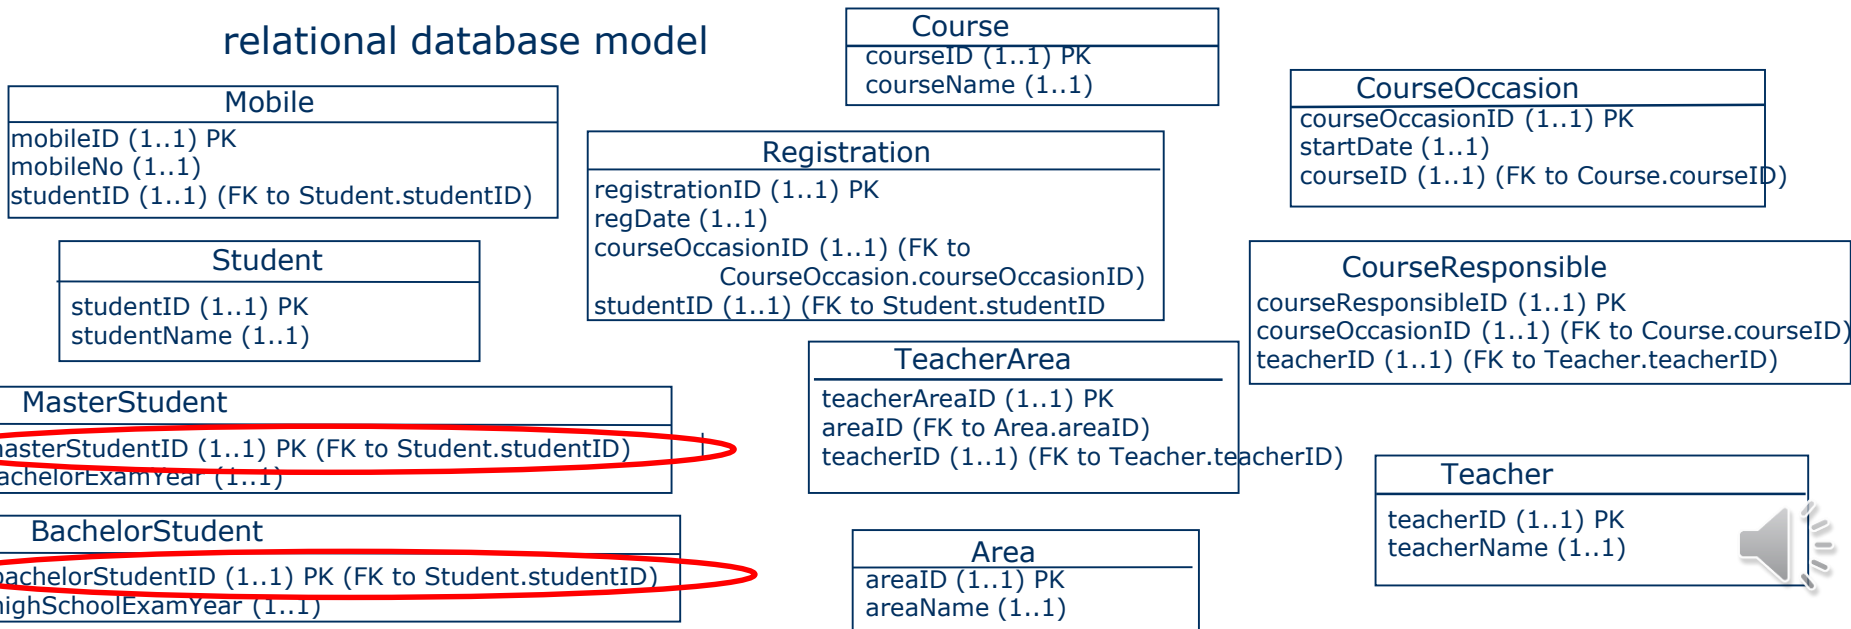 relational database model
Course
courseID (1..1) PK
courseName (1..1)
Mobile
mobileID (1..1) PK
mobileNo (1..1)
studentID (1..1) (FK to Student.studentID)
Registration
registrationID (1..1) PK
regDate (1..1)
courseOccasionID (1..1) (FK to
CourseOccasion.courseOccasionID)
studentID (1..1) (FK to Student.studentID
CourseOccasion
courseOccasionID (1..1) PK
startDate (1..1)
courseID (1..1) (FK to Course.courseID)
Student
studentID (1..1) PK
studentName (1..1)
CourseResponsible
courseResponsibleID (1..1) PK
courseOccasionID (1..1) (FK to Course.courseID)
teacherID (1..1) (FK to Teacher.teacherID)
MasterStudent
masterStudentID (1..1) PK (FK to Student.studentID)
achelorExamYear (1..1)
TeacherArea
teacherAreaID (1..1) PK
areaID (FK to Area.areaID)
teacherID (1..1) (FK to Teacher.teacherID)
BachelorStudent
bachelorStudentID (1..1) PK (FK to Student.studentID)
highSchoolExamYear (1..1)
Area
areaID (1..1) PK
areaName (1..1)
Teacher
teacherID (1..1) PK
teacherName (1..1)